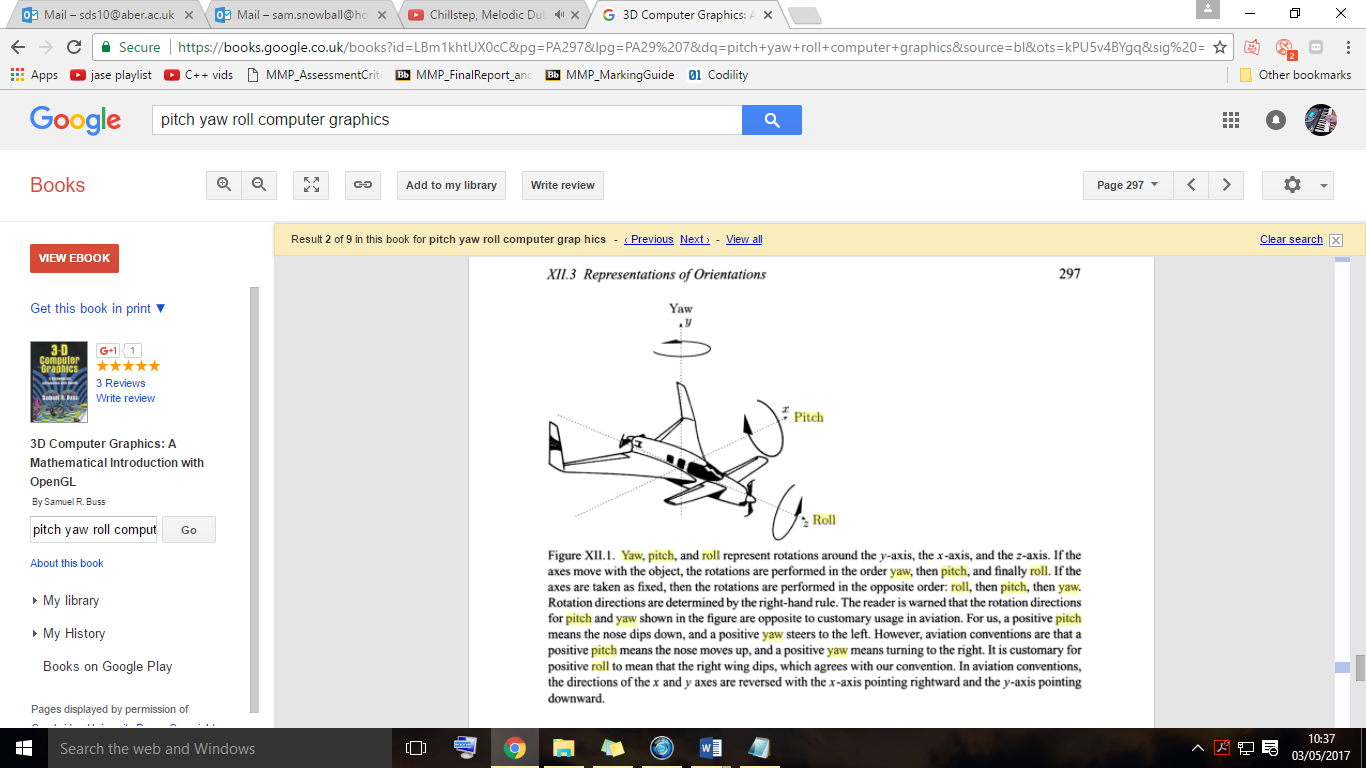 Mail – sds10@aber.ac.uk
Mail – sam.snowball@ho
Chillstep, Melodic Du
3D Computer Graphics: A
Secure
https://books.google.co.uk/books?id=LBm1khtUX0cC&pg=PA297&lpg=PA29%207&dq=pitch+yaw+roll+computer+graphics&source=bl&ots=kPU5v4BYgq&sig%20=
2
Apps
jase playlist
C++ vids
MMP_AssessmentCrit
Bb MMP_FinalReport_and
Bb MMP_MarkingGuide
01 Codility
Other bookmarks
Google
pitch yaw roll computer graphics
Books
Add to my library
Write review
Page 297
VIEW EBOOK
Get this book in print ▼
3-D
Computer
Graphics
Samuel R. Buss
G+1 1
3 Reviews
Write review
3D Computer Graphics: A
Mathematical Introduction with
OpenGL
By Samuel R. Buss
pitch yaw roll comput
Go
About this book
My library
My History
Books on Google Play
Pages displayed by permission of
Result 2 of 9 in this book for pitch yaw roll computer grap hics - ‹ Previous Next › - View all
Clear search
XII.3 Representations of Orientations 297
Yaw
y
x
Pitch
z
Roll
Figure XII.1. Yaw, pitch, and roll represent rotations around the y-axis, the x-axis, and the z-axis. If the
axes move with the object, the rotations are performed in the order yaw, then pitch, and finally roll. If the
axes are taken as fixed, then the rotations are performed in the opposite order: roll, then pitch, then yaw.
Rotation directions are determined by the right-hand rule. The reader is warned that the rotation directions
for pitch and yaw shown in the figure are opposite to customary usage in aviation. For us, a positive pitch
means the nose dips down, and a positive yaw steers to the left. However, aviation conventions are that a
positive pitch means the nose moves up, and a positive yaw means turning to the right. It is customary for
positive roll to mean that the right wing dips, which agrees with our convention. In aviation conventions,
the directions of the x and y axes are reversed with the x-axis pointing rightward and the y-axis pointing
downward.
Search the web and Windows
10:37
03/05/2017